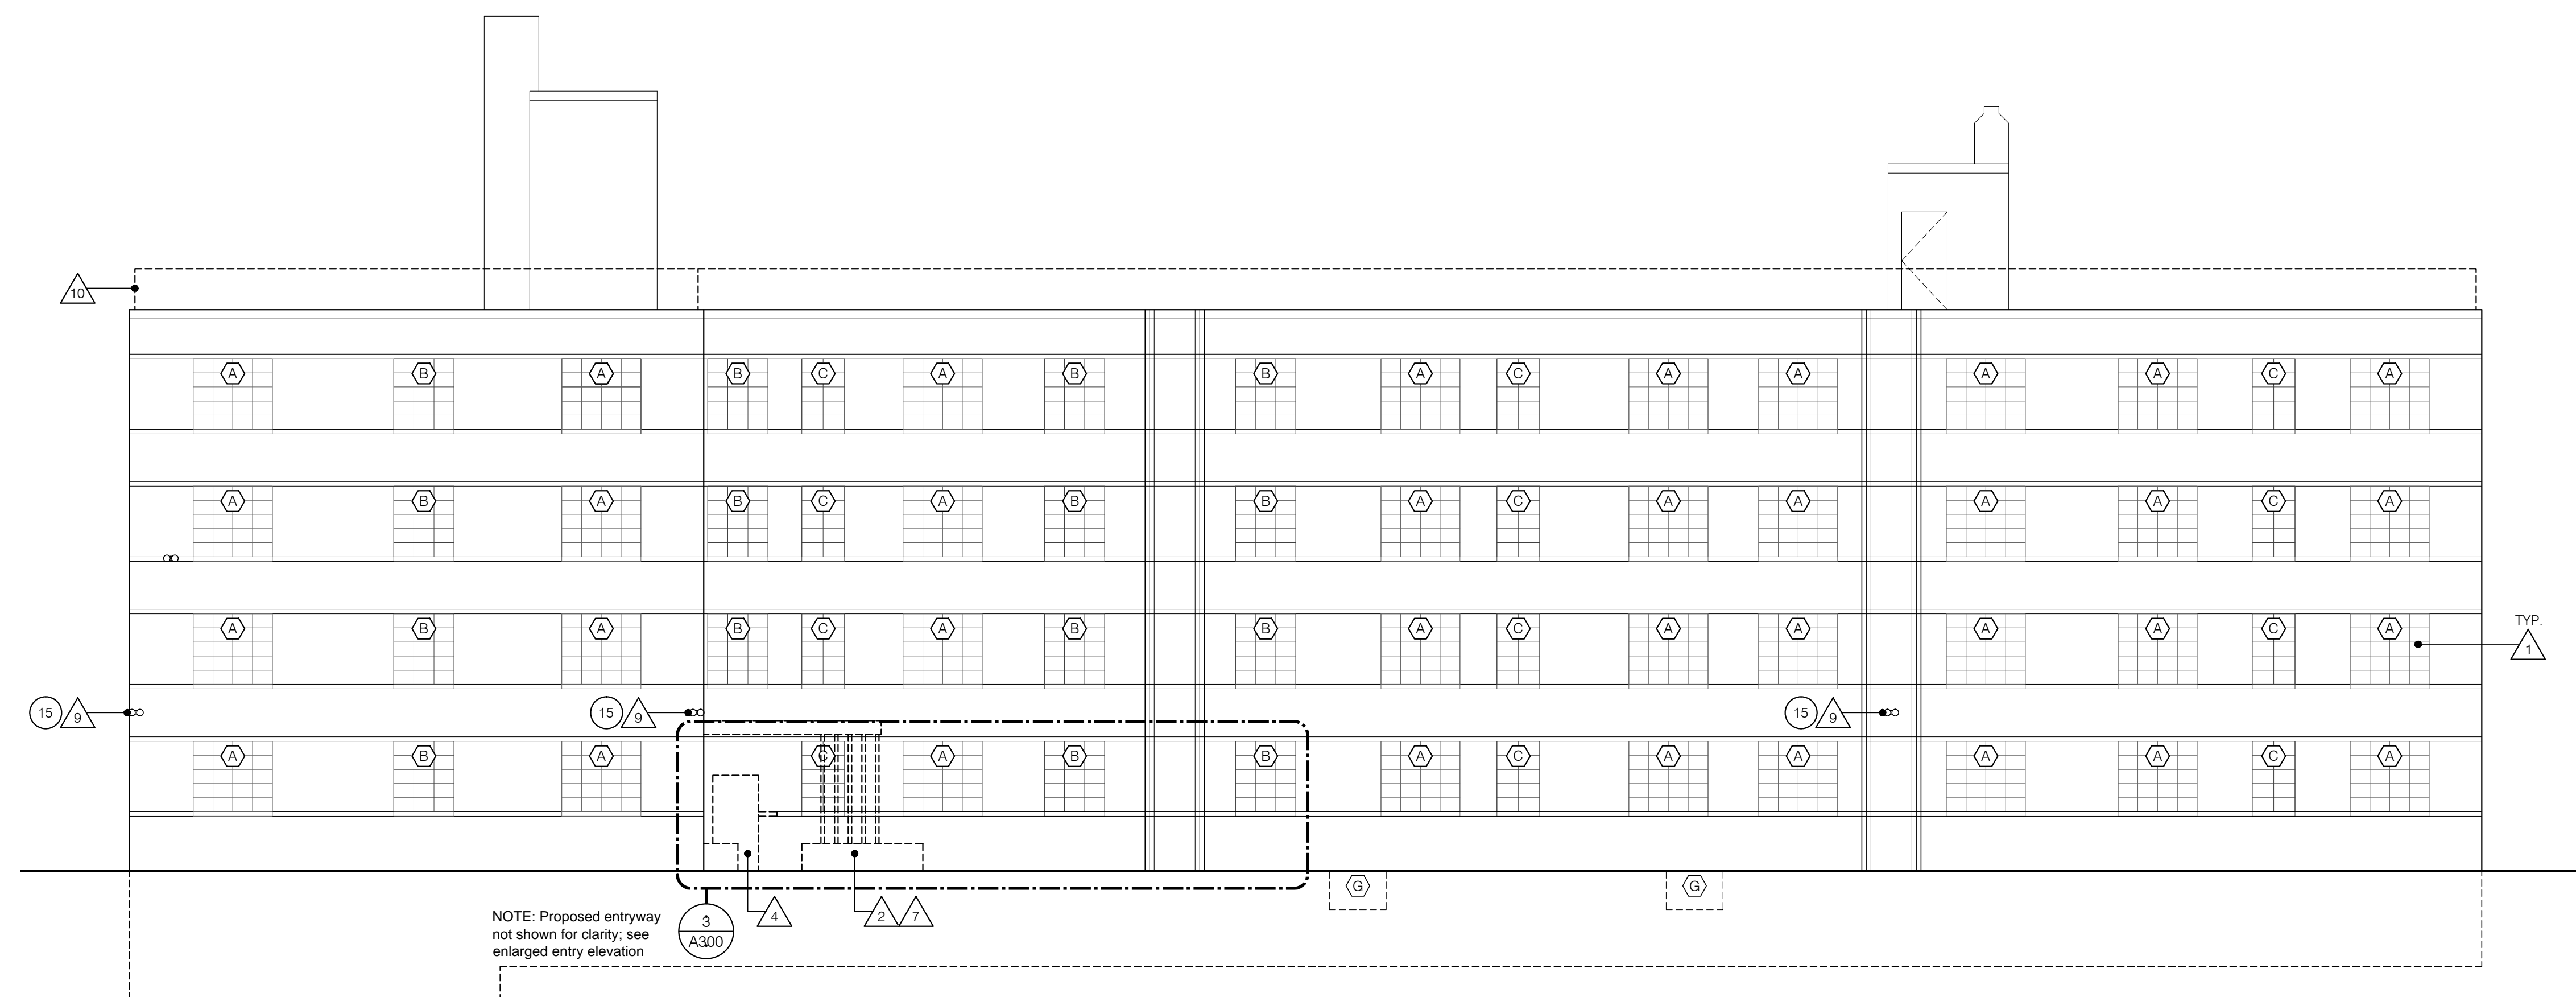 10
A B A B C A B B A C A A A A C A
A B A B C A B B A C A A A A C A
A B A B C A B B A C A A A A C A
TYP.
1
15 9
15 9
15 9
A B A C A B B A C A A A A C A
G G
4
2 7
3
A300
NOTE: Proposed entryway
not shown for clarity; see
enlarged entry elevation